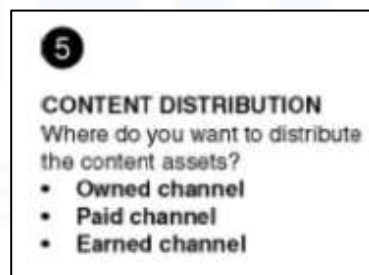 5
CONTENT DISTRIBUTION
Where do you want to distribute
the content assets?
• Owned channel
• Paid channel
• Earned channel